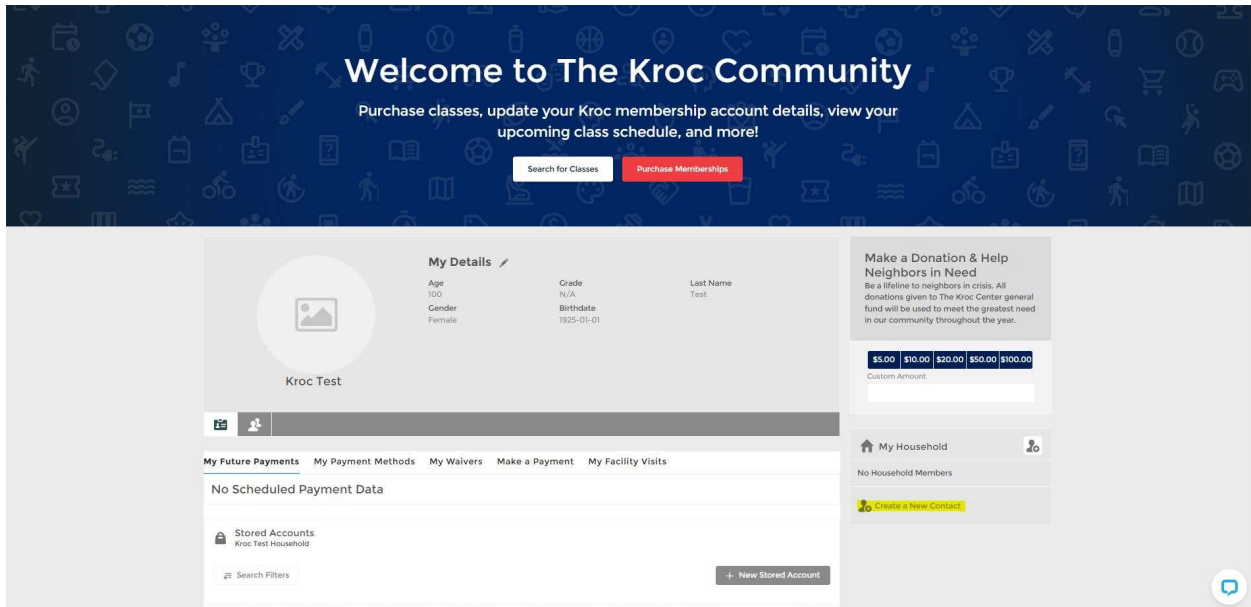 Welcome to The Kroc Community
Purchase classes, update your Kroc membership account details, view your
upcoming class schedule, and more!
Search for Classes
Purchase Memberships
My Details
Age
100
Grade
N/A
Last Name
Test
Gender
Female
Birthdate
1925-01-01
Kroc Test
My Future Payments
My Payment Methods
My Waivers
Make a Payment
My Facility Visits
No Scheduled Payment Data
Stored Accounts
Kroc Test Household
Search Filters
+ New Stored Account
Make a Donation & Help
Neighbors in Need
Be a lifeline to neighbors in crisis. All
donations given to The Kroc Center general
fund will be used to meet the greatest need
in our community throughout the year.
$5.00 $10.00 $20.00 $50.00 $100.00
Custom Amount
My Household
No Household Members
Create a New Contact